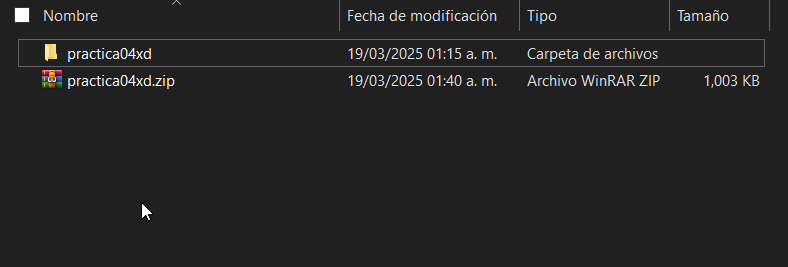 Nombre Fecha de modificación Tipo Tamaño
practica04xd 19/03/2025 01:15 a. m. Carpeta de archivos
practica04xd.zip 19/03/2025 01:40 a. m. Archivo WinRAR ZIP 1,003 KB